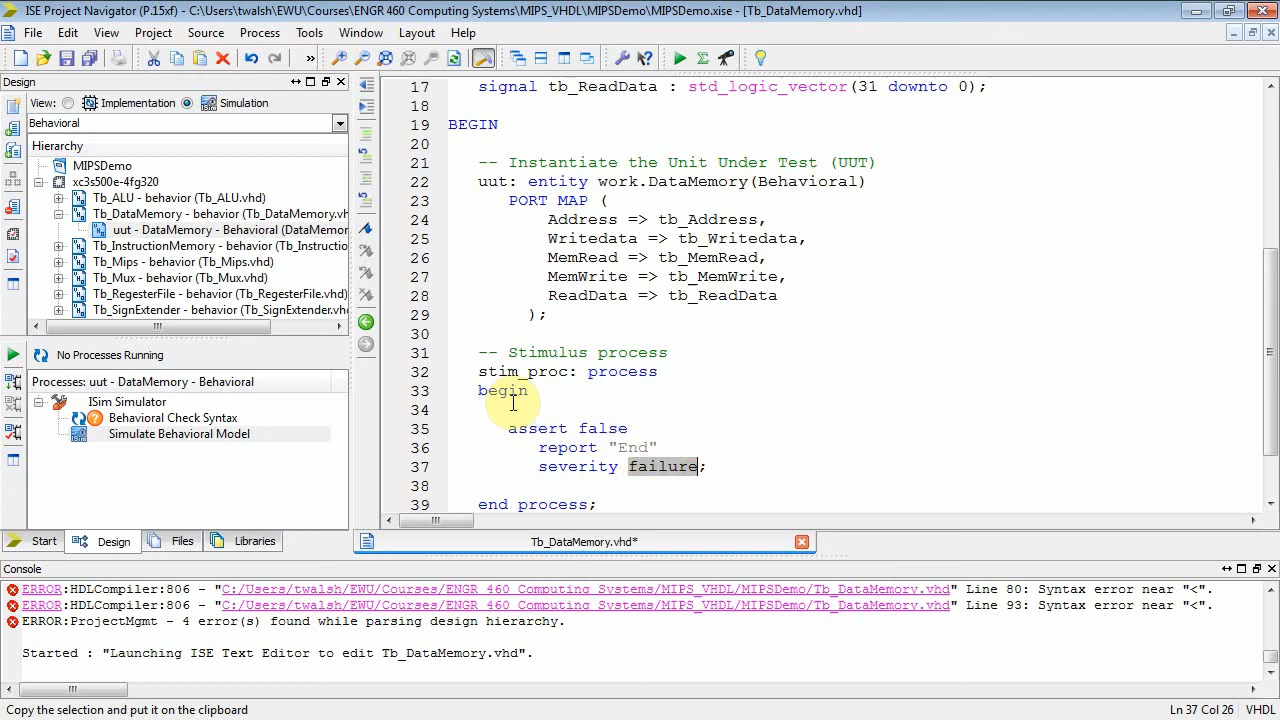 ISE Project Navigator (P.15xf) - C:\Users\twalsh\EWU\Courses\ENGR 460 Computing Systems\MIPS_VHDL\MIPSDemo\MIPSDemo.xise - [Tb_DataMemory.vhd]
File Edit View Project Source Process Tools Window Layout Help
Design
View: Implementation Simulation
Behavioral
Hierarchy
MIPSDemo
xc3s500e-4fg320
Tb_ALU - behavior (Tb_ALU.vhd)
Tb_DataMemory - behavior (Tb_DataMemory.vh
uut - DataMemory - Behavioral (DataMemor
Tb_InstructionMemory - behavior (Tb_Instructio
Tb_Mips - behavior (Tb_Mips.vhd)
Tb_Mux - behavior (Tb_Mux.vhd)
Tb_RegesterFile - behavior (Tb_RegesterFile.vhd)
Tb_SignExtender - behavior (Tb_SignExtender.vhd
No Processes Running
Processes: uut - DataMemory - Behavioral
ISim Simulator
Behavioral Check Syntax
Simulate Behavioral Model
Start Design Files Libraries
17 signal tb_ReadData : std_logic_vector(31 downto 0);
18
19 BEGIN
20
21 -- Instantiate the Unit Under Test (UUT)
22 uut: entity work.DataMemory(Behavioral)
23 PORT MAP (
24 Address => tb_Address,
25 Writedata => tb_Writedata,
26 MemRead => tb_MemRead,
27 MemWrite => tb_MemWrite,
28 ReadData => tb_ReadData
29 );
30
31 -- Stimulus process
32 stim_proc: process
33 begin
34
35 assert false
36 report "End"
37 severity failure;
38
39 end process;
Tb_DataMemory.vhd*
Console
ERROR:HDLCompiler:806 - "C:/Users/twalsh/EWU/Courses/ENGR 460 Computing Systems/MIPS_VHDL/MIPSDemo/Tb_DataMemory.vhd" Line 80: Syntax error near "<".
ERROR:HDLCompiler:806 - "C:/Users/twalsh/EWU/Courses/ENGR 460 Computing Systems/MIPS_VHDL/MIPSDemo/Tb_DataMemory.vhd" Line 93: Syntax error near "<".
ERROR:ProjectMgmt - 4 error(s) found while parsing design hierarchy.
Started : "Launching ISE Text Editor to edit Tb_DataMemory.vhd".
Copy the selection and put it on the clipboard
Ln 37 Col 26 VHDL